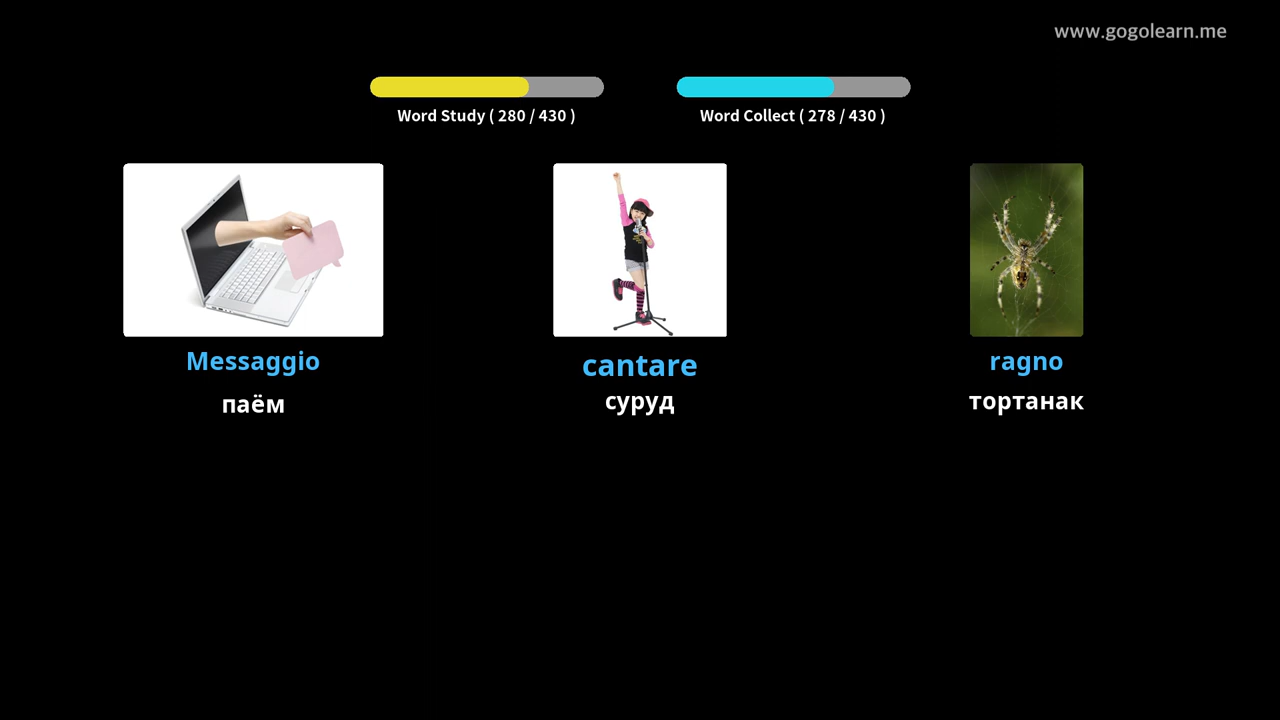 www.gogolearn.me
Word Study ( 280 / 430 )
Word Collect ( 278 / 430 )
Messaggio
паём
cantare
суруд
ragno
тортанак